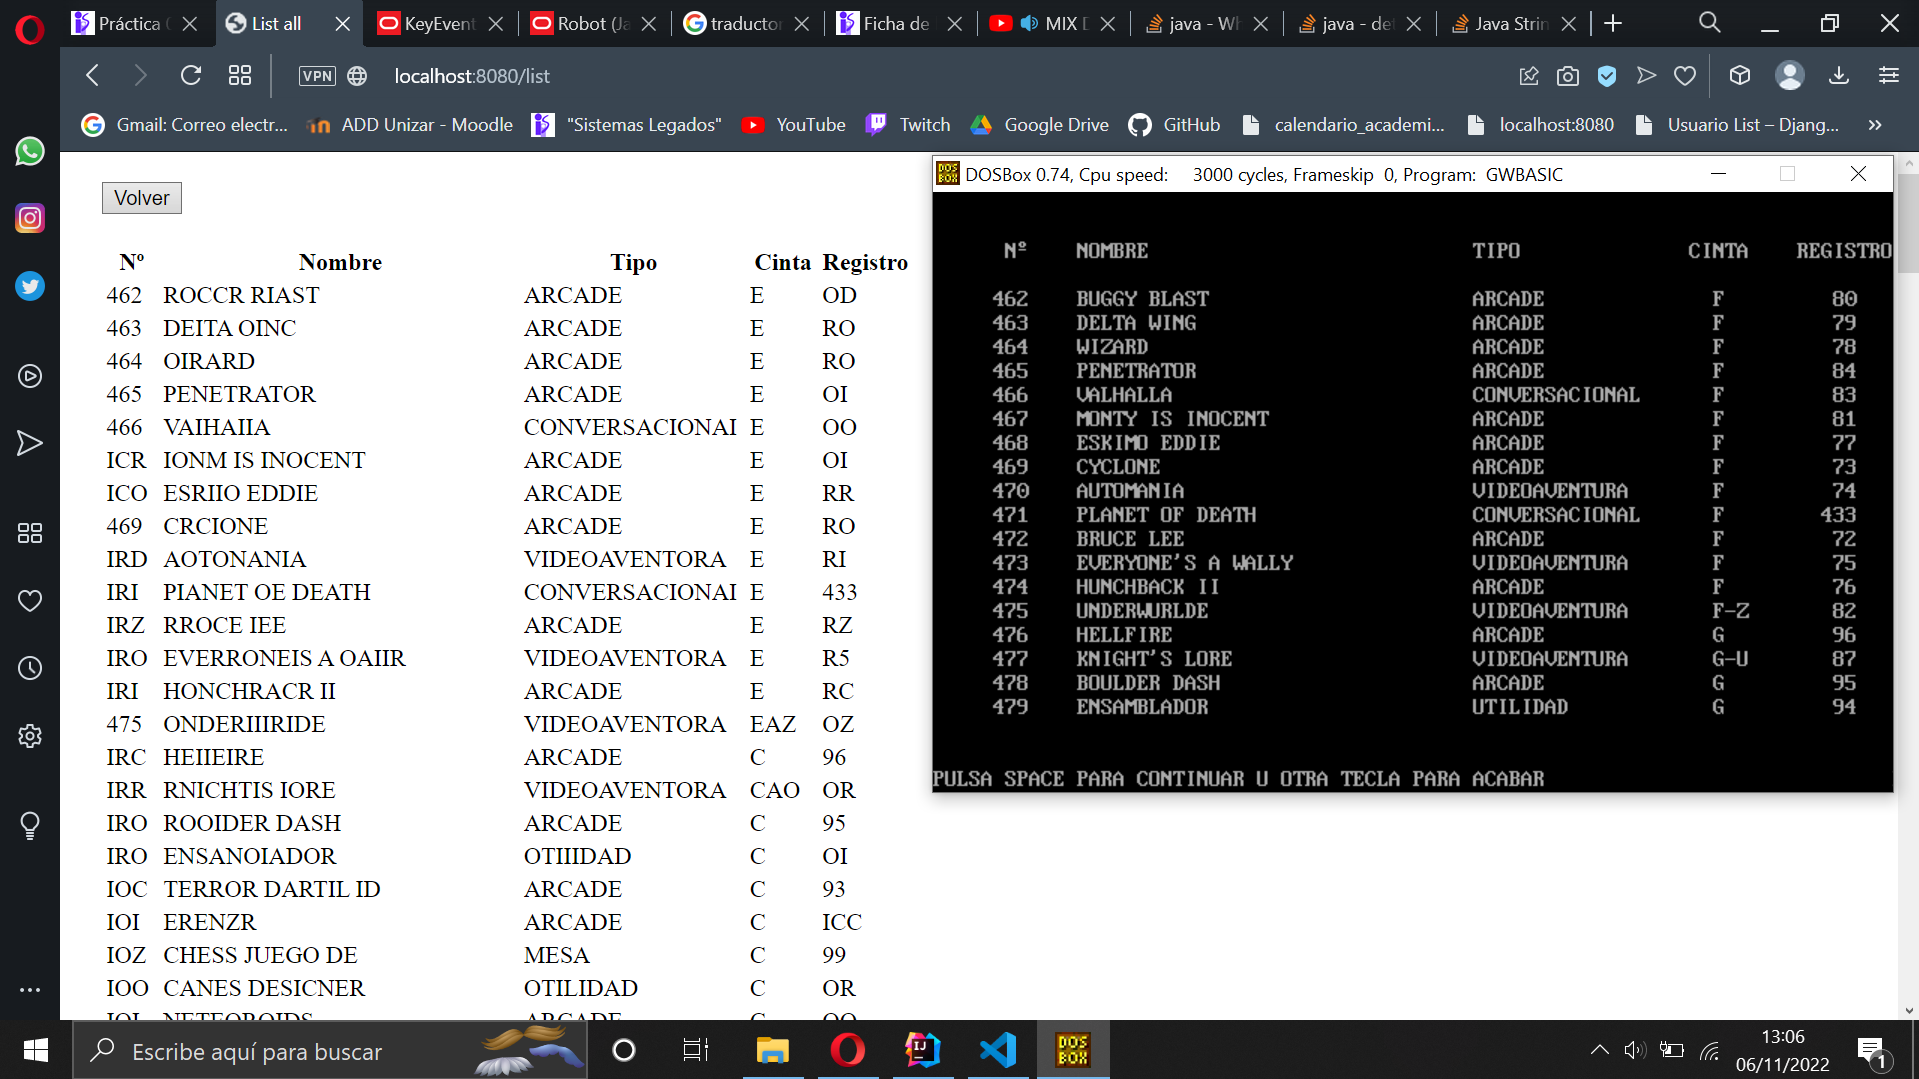 Práctica
List all
KeyEvent
Robot (Ja
traductor
Ficha de
MIX D
java - Wh
java - def
Java Strin
VPN
localhost:8080/list
Gmail: Correo electr...
ADD Unizar - Moodle
"Sistemas Legados"
YouTube
Twitch
Google Drive
GitHub
calendario_academi...
localhost:8080
Usuario List – Djang...
Volver
Nº Nombre Tipo Cinta Registro
462 ROCCR RIAST ARCADE E OD
463 DEITA OINC ARCADE E RO
464 OIRARD ARCADE E RO
465 PENETRATOR ARCADE E OI
466 VAIHAIIA CONVERSACIONAI E OO
ICR IONM IS INOCENT ARCADE E OI
ICO ESRIIO EDDIE ARCADE E RR
469 CRCIONE ARCADE E RO
IRD AOTONANIA VIDEOAVENTORA E RI
IRI PIANET OE DEATH CONVERSACIONAI E 433
IRZ RROCE IEE ARCADE E RZ
IRO EVERRONEIS A OAIIR VIDEOAVENTORA E R5
IRI HONCHRACR II ARCADE E RC
475 ONDERIIIRIDE VIDEOAVENTORA EAZ OZ
IRC HEIIEIRE ARCADE C 96
IRR RNICHTIS IORE VIDEOAVENTORA CAO OR
IRO ROOIDER DASH ARCADE C 95
IRO ENSANOIADOR OTIIIDAD C OI
IOC TERROR DARTIL ID ARCADE C 93
IOI ERENZR ARCADE C ICC
IOZ CHESS JUEGO DE MESA C 99
IOO CANES DESICNER OTILIDAD C OR
IOI NETEOROIDS ARCADE C OO
DOSBox 0.74, Cpu speed: 3000 cycles, Frameskip 0, Program: GWBASIC
Nº NOMBRE TIPO CINTA REGISTRO
462 BUGGY BLAST ARCADE F 80
463 DELTA WING ARCADE F 79
464 WIZARD ARCADE F 78
465 PENETRATOR ARCADE F 84
466 VALHALLA CONVERSACIONAL F 83
467 MONTY IS INOCENT ARCADE F 81
468 ESKIMO EDDIE ARCADE F 77
469 CYCLONE ARCADE F 73
470 AUTOMANIA VIDEOAVENTURA F 74
471 PLANET OF DEATH CONVERSACIONAL F 433
472 BRUCE LEE ARCADE F 72
473 EVERYONE'S A WALLY VIDEOAVENTURA F 75
474 HUNCHBACK II ARCADE F 76
475 UNDERWURLDE VIDEOAVENTURA F-Z 82
476 HELLFIRE ARCADE G 96
477 KNIGHT'S LORE VIDEOAVENTURA G-U 87
478 BOULDER DASH ARCADE G 95
479 ENSAMBLADOR UTILIDAD G 94
PULSA SPACE PARA CONTINUAR U OTRA TECLA PARA ACABAR
Escribe aquí para buscar
DOS BOX
13:06
06/11/2022
1